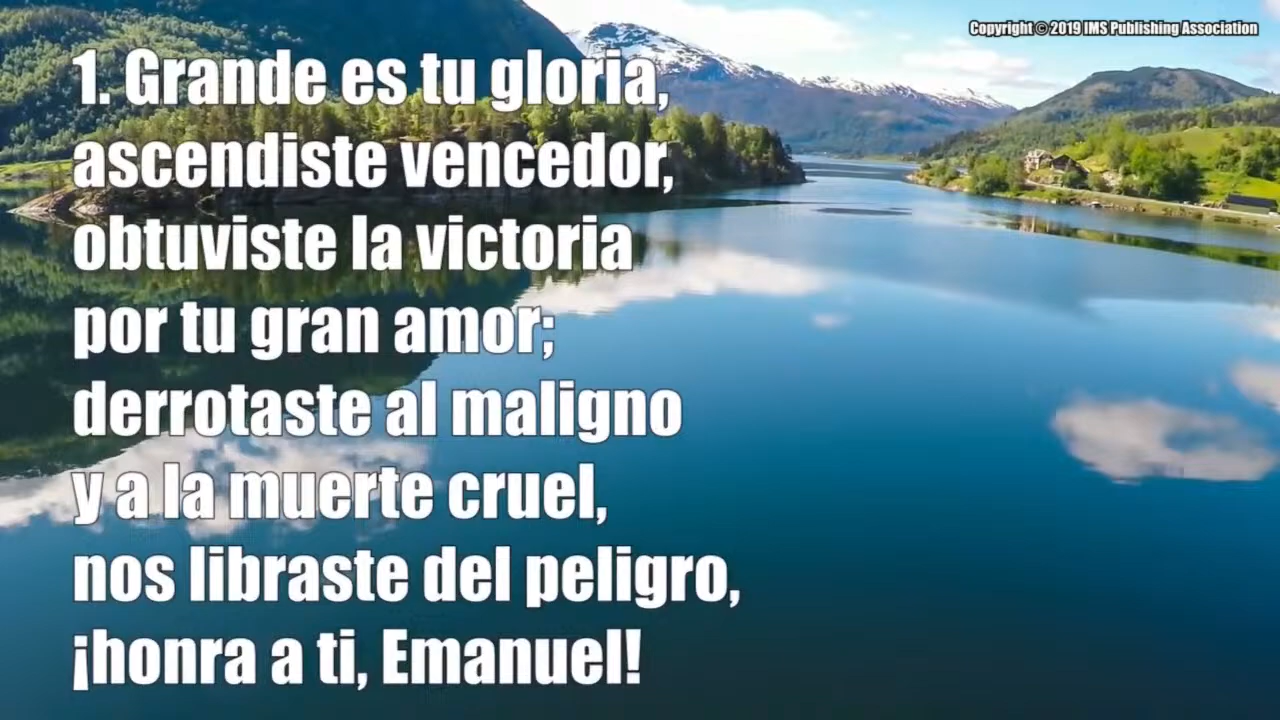 Copyright © 2019 IMS Publishing Association
1. Grande es tu gloria,
ascendiste vencedor,
obtuviste la victoria
por tu gran amor;
derrotaste al maligno
y a la muerte cruel,
nos libraste del peligro,
¡honra a ti, Emanuel!